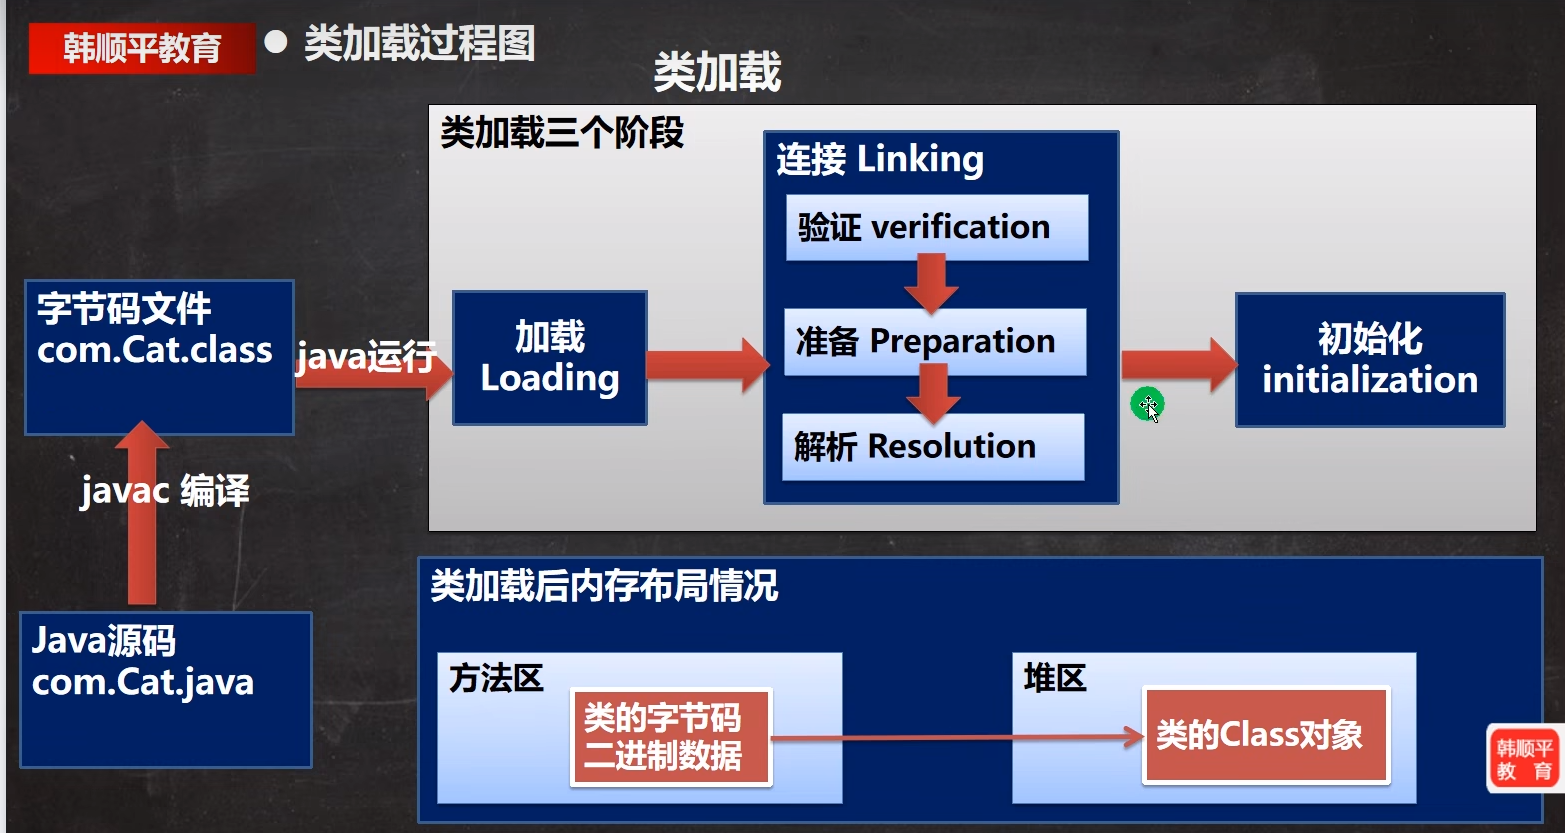 韩顺平教育
● 类加载过程图
类加载
类加载三个阶段
连接 Linking
验证 verification
准备 Preparation
解析 Resolution
字节码文件
com.Cat.class
java运行
加载
Loading
初始化
initialization
javac 编译
Java源码
com.Cat.java
类加载后内存布局情况
方法区
类的字节码
二进制数据
堆区
类的Class对象
韩顺平
教 育